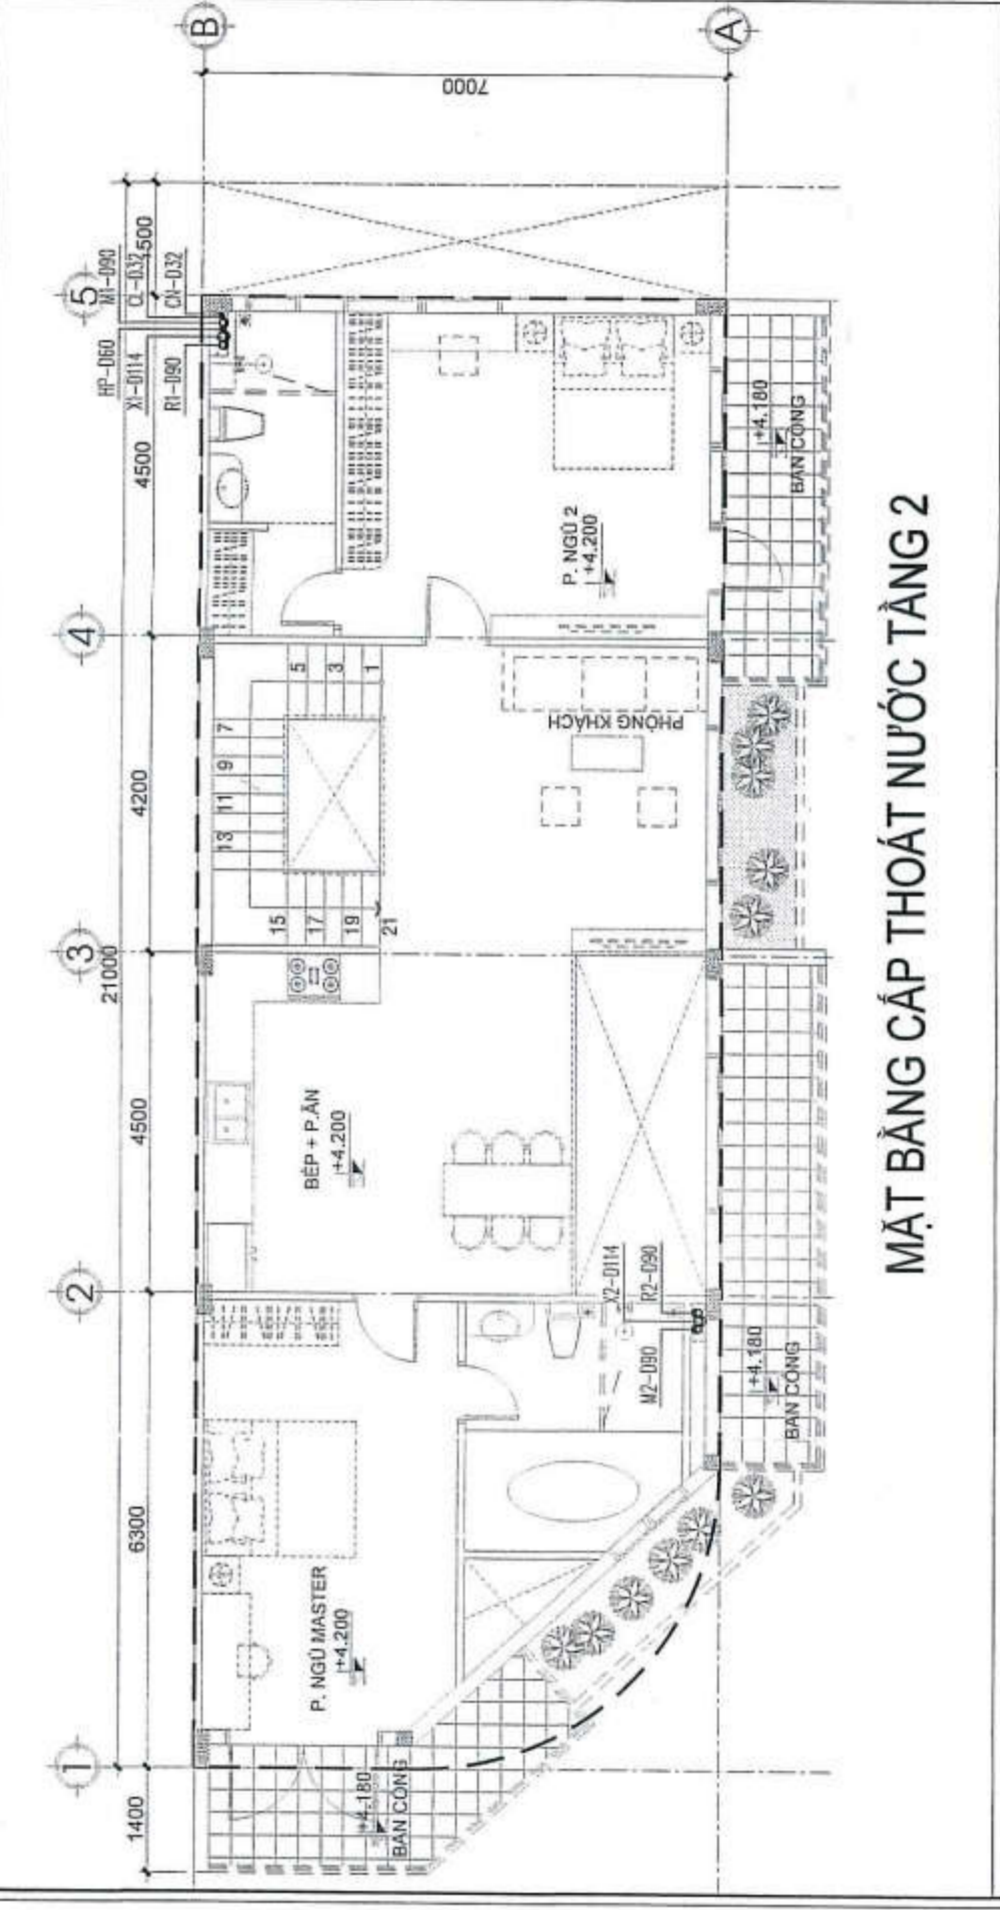 B
A
7000
1
2
3
4
5
21000
1400
6300
4500
4200
4500
1500
HP-D60
M1-D90
X1-D114
CL-D32
R1-D90
CN-D32
1
3
5
7
9
11
13
15
17
19
21
P. NGỦ MASTER
+4.200
BẾP + P.ĂN
+4.200
PHÒNG KHÁCH
P. NGỦ 2
+4.200
X2-D114
R2-D90
M2-D90
+4.180
BAN CÔNG
+4.180
BAN CÔNG
+4.180
BAN CÔNG
MẶT BẰNG CẤP THOÁT NƯỚC TẦNG 2